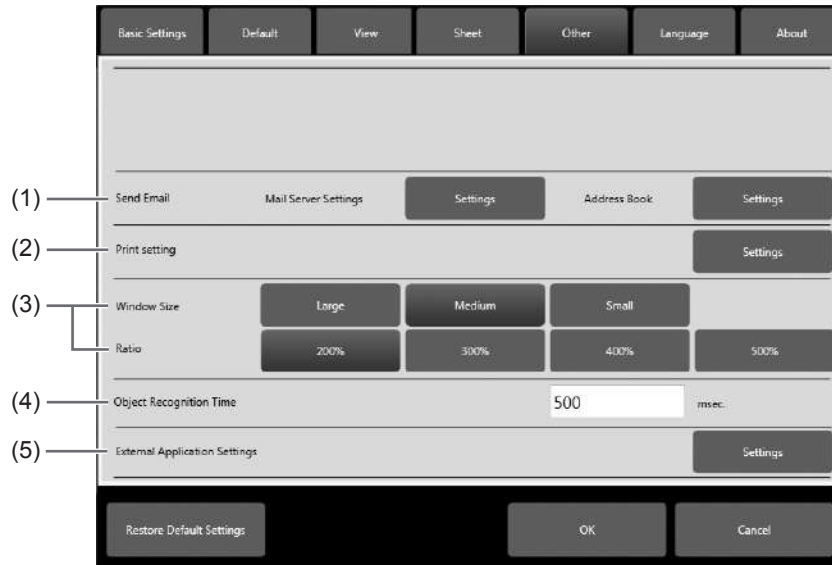 Basic Settings Default View Sheet Other Language About
(1) Send Email Mail Server Settings Settings Address Book Settings
(2) Print setting Settings
(3) Window Size Large Medium Small
Ratio 200% 300% 400% 500%
(4) Object Recognition Time 500 msec.
(5) External Application Settings Settings
Restore Default Settings OK Cancel